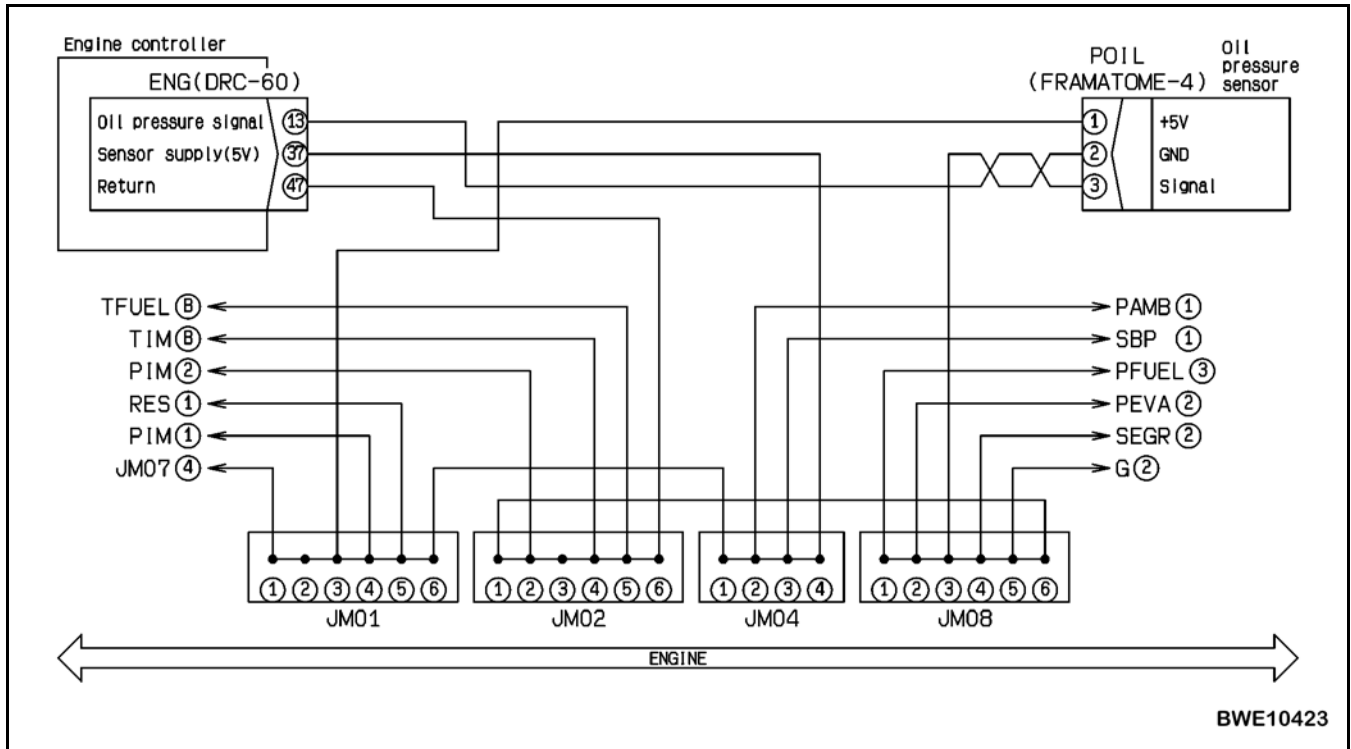 Engine controller
ENG(DRC-60)
Oil pressure signal 13
Sensor supply(5V) 37
Return 47
POIL
(FRAMATOME-4)
Oil
pressure
sensor
1 +5V
2 GND
3 Signal
TFUEL B
TIM B
PIM 2
RES 1
PIM 1
JM07 4
PAMB 1
SBP 1
PFUEL 3
PEVA 2
SEGR 2
G 2
1 2 3 4 5 6
JM01
1 2 3 4 5 6
JM02
1 2 3 4
JM04
1 2 3 4 5 6
JM08
ENGINE
BWE10423